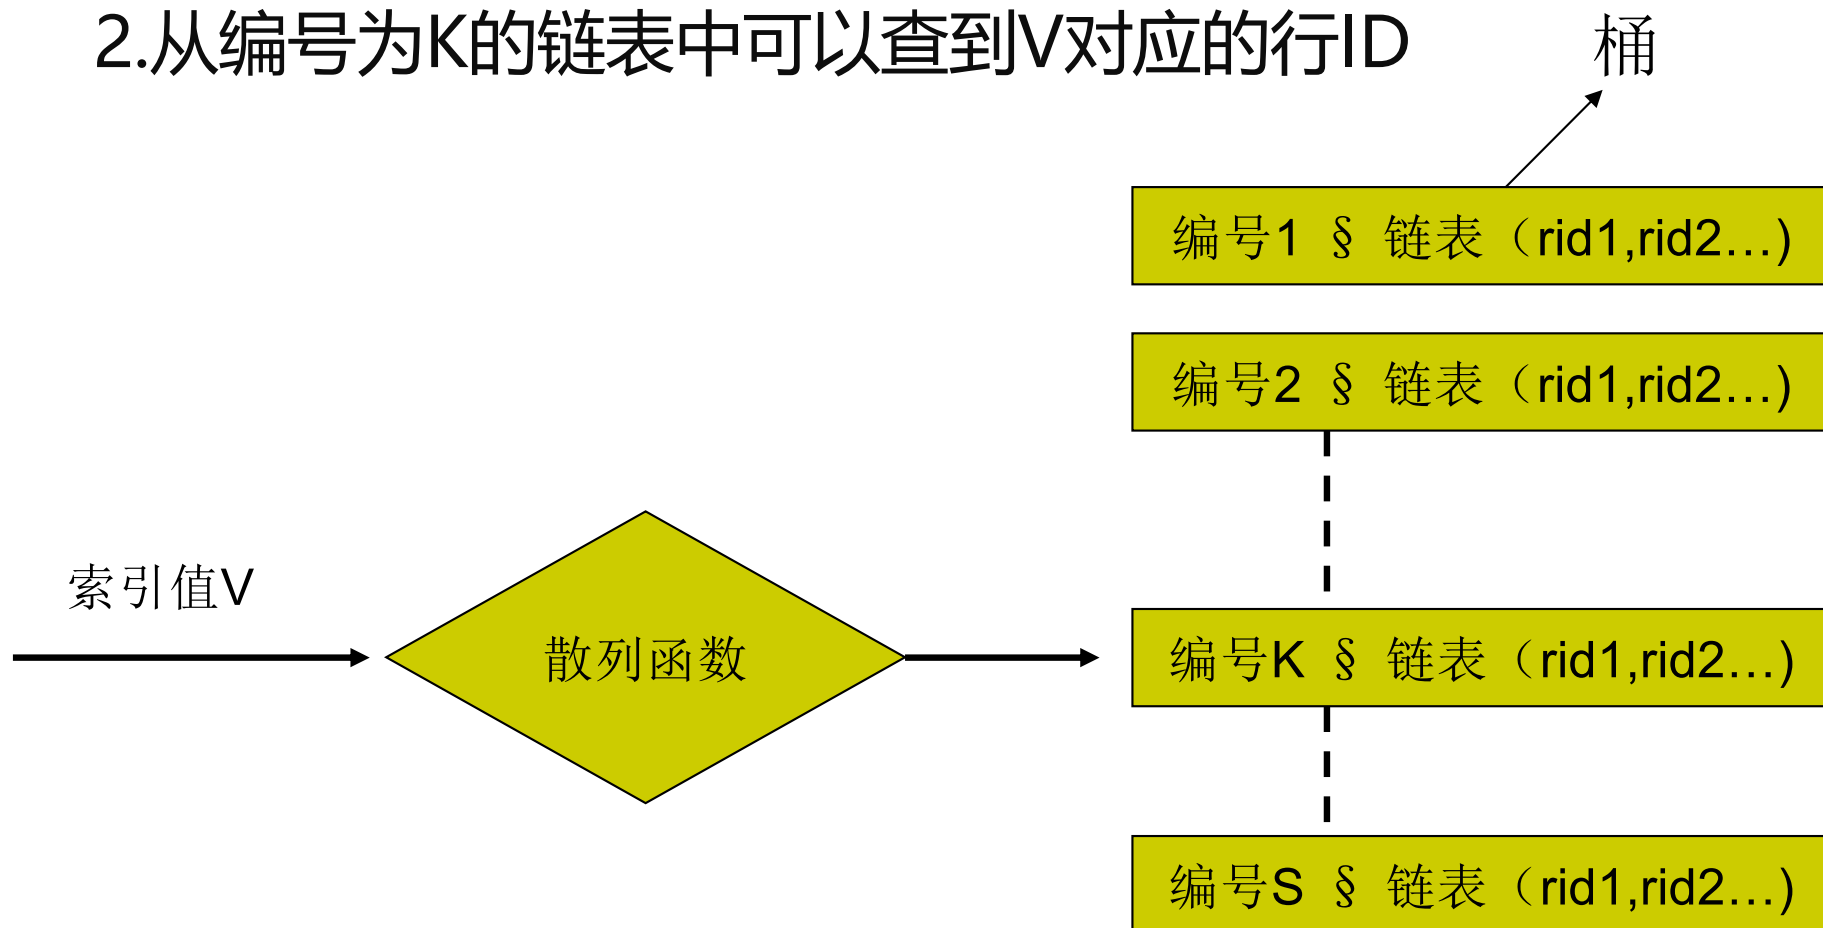 2.从编号为K的链表中可以查到V对应的行ID
桶
编号1 § 链表（rid1,rid2…)
编号2 § 链表（rid1,rid2…)
索引值V
散列函数
编号K § 链表（rid1,rid2…)
编号S § 链表（rid1,rid2…)